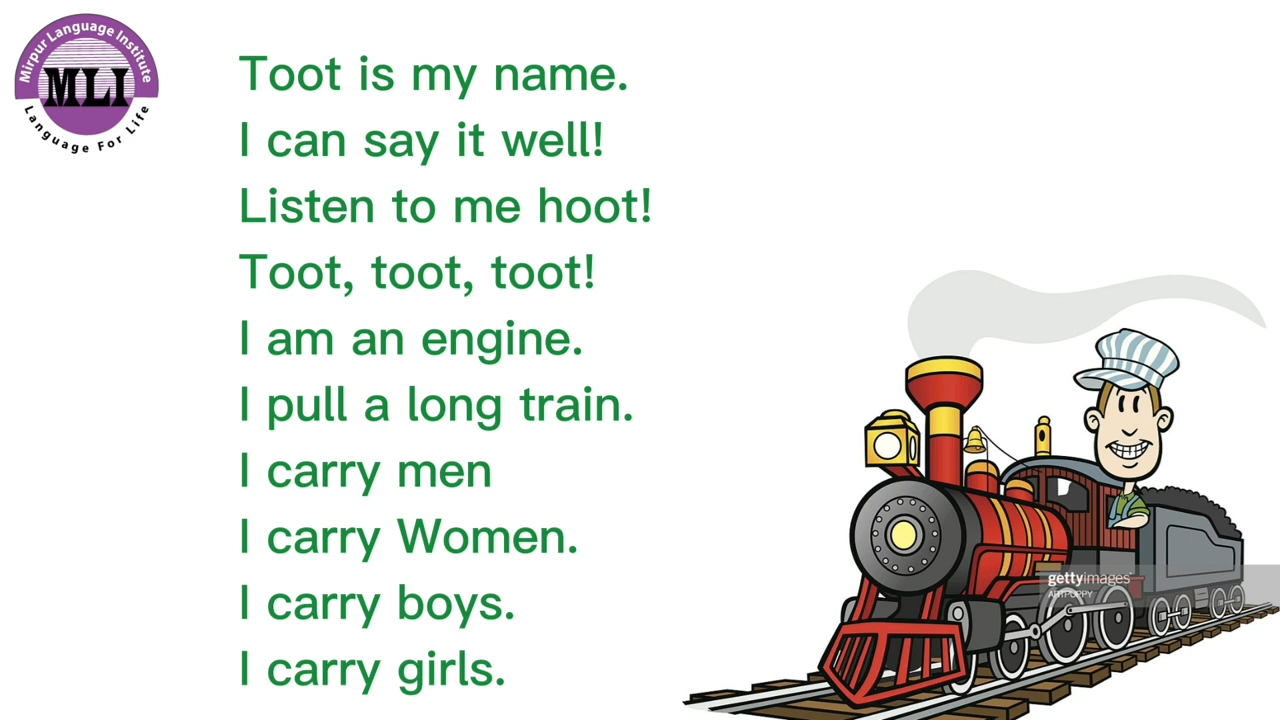 Mirpur Language Institute
MLI
Language For Life
Toot is my name.
I can say it well!
Listen to me hoot!
Toot, toot, toot!
I am an engine.
I pull a long train.
I carry men
I carry Women.
I carry boys.
I carry girls.
gettyimages
ARTPUPPY